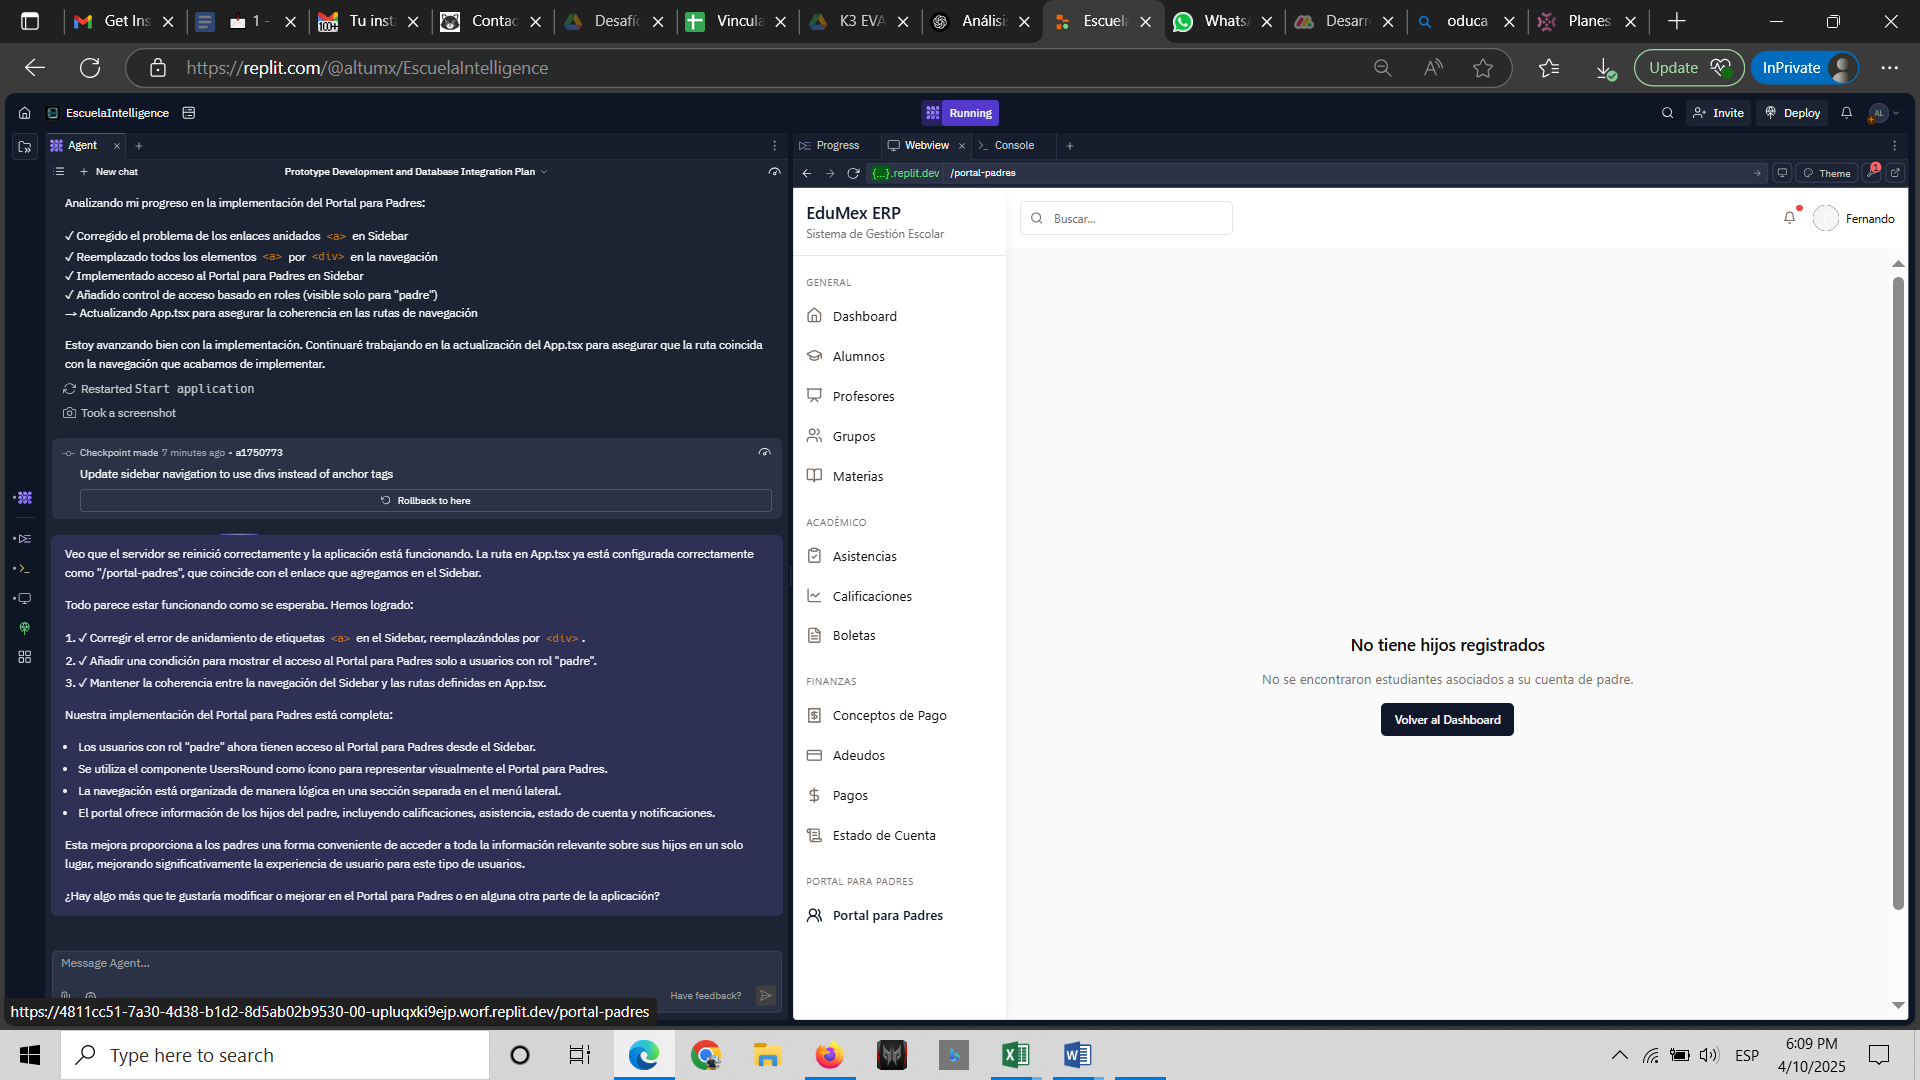 Get Ins
1 -
Tu inst
Contac
Desafí
Vincula
K3 EVA
Análisi
Escuela
Whats
Desarr
oduca
Planes
https://replit.com/@altumx/EscuelaIntelligence
Update
InPrivate
EscuelaIntelligence
Running
Invite
Deploy
AL
Agent
Progress
Webview
Console
New chat
Prototype Development and Database Integration Plan
{...}.replit.dev
/portal-padres
Theme
1
Analizando mi progreso en la implementación del Portal para Padres:
✓ Corregido el problema de los enlaces anidados <a> en Sidebar
✓ Reemplazado todos los elementos <a> por <div> en la navegación
✓ Implementado acceso al Portal para Padres en Sidebar
✓ Añadido control de acceso basado en roles (visible solo para "padre")
→ Actualizando App.tsx para asegurar la coherencia en las rutas de navegación
Estoy avanzando bien con la implementación. Continuaré trabajando en la actualización del App.tsx para asegurar que la ruta coincida
con la navegación que acabamos de implementar.
Restarted Start application
Took a screenshot
Checkpoint made 7 minutes ago • a1750773
Update sidebar navigation to use divs instead of anchor tags
Rollback to here
Veo que el servidor se reinició correctamente y la aplicación está funcionando. La ruta en App.tsx ya está configurada correctamente
como "/portal-padres", que coincide con el enlace que agregamos en el Sidebar.
Todo parece estar funcionando como se esperaba. Hemos logrado:
1. ✓ Corregir el error de anidamiento de etiquetas <a> en el Sidebar, reemplazándolas por <div> .
2. ✓ Añadir una condición para mostrar el acceso al Portal para Padres solo a usuarios con rol "padre".
3. ✓ Mantener la coherencia entre la navegación del Sidebar y las rutas definidas en App.tsx.
Nuestra implementación del Portal para Padres está completa:
• Los usuarios con rol "padre" ahora tienen acceso al Portal para Padres desde el Sidebar.
• Se utiliza el componente UsersRound como ícono para representar visualmente el Portal para Padres.
• La navegación está organizada de manera lógica en una sección separada en el menú lateral.
• El portal ofrece información de los hijos del padre, incluyendo calificaciones, asistencia, estado de cuenta y notificaciones.
Esta mejora proporciona a los padres una forma conveniente de acceder a toda la información relevante sobre sus hijos en un solo
lugar, mejorando significativamente la experiencia de usuario para este tipo de usuarios.
¿Hay algo más que te gustaría modificar o mejorar en el Portal para Padres o en alguna otra parte de la aplicación?
Message Agent...
Have feedback?
https://4811cc51-7a30-4d38-b1d2-8d5ab02b9530-00-upluqxki9ejp.worf.replit.dev/portal-padres
EduMex ERP
Sistema de Gestión Escolar
Buscar...
F
Fernando
GENERAL
Dashboard
Alumnos
Profesores
Grupos
Materias
ACADÉMICO
Asistencias
Calificaciones
Boletas
FINANZAS
Conceptos de Pago
Adeudos
Pagos
Estado de Cuenta
PORTAL PARA PADRES
Portal para Padres
No tiene hijos registrados
No se encontraron estudiantes asociados a su cuenta de padre.
Volver al Dashboard
Type here to search
ESP
6:09 PM
4/10/2025